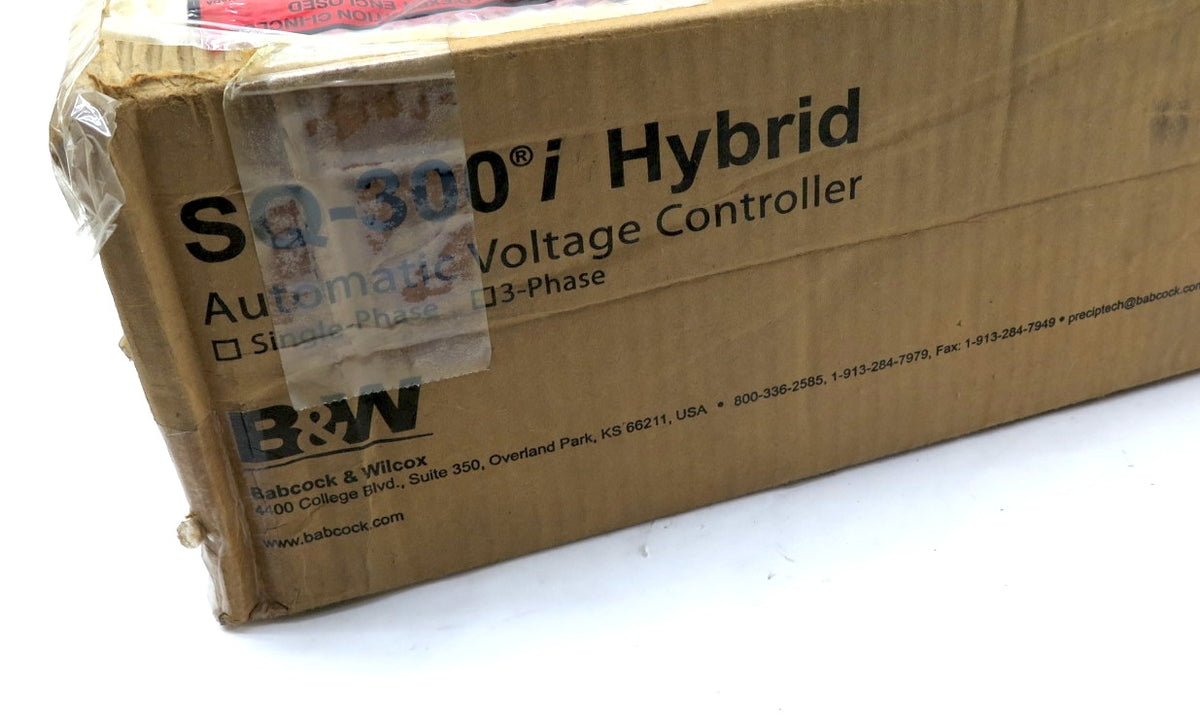 ENCLOSED
SQ-300® i Hybrid
Automatic Voltage Controller
Single-Phase 3-Phase
B&W
Babcock & Wilcox
4400 College Blvd., Suite 350, Overland Park, KS 66211, USA • 800-336-2585, 1-913-284-7979, Fax: 1-913-284-7949 • preciptech@babcock.com
www.babcock.com